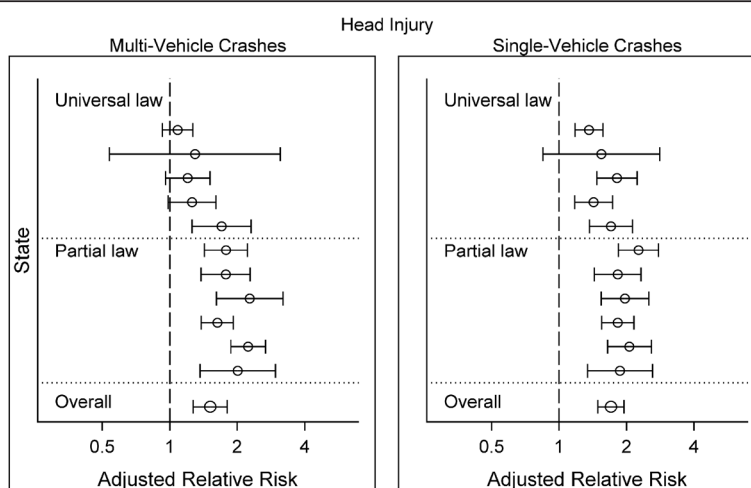 Head Injury
Multi-Vehicle Crashes
Single-Vehicle Crashes
State
Universal law
Partial law
Overall
0.5 1 2 4
Adjusted Relative Risk
Universal law
Partial law
Overall
0.5 1 2 4
Adjusted Relative Risk